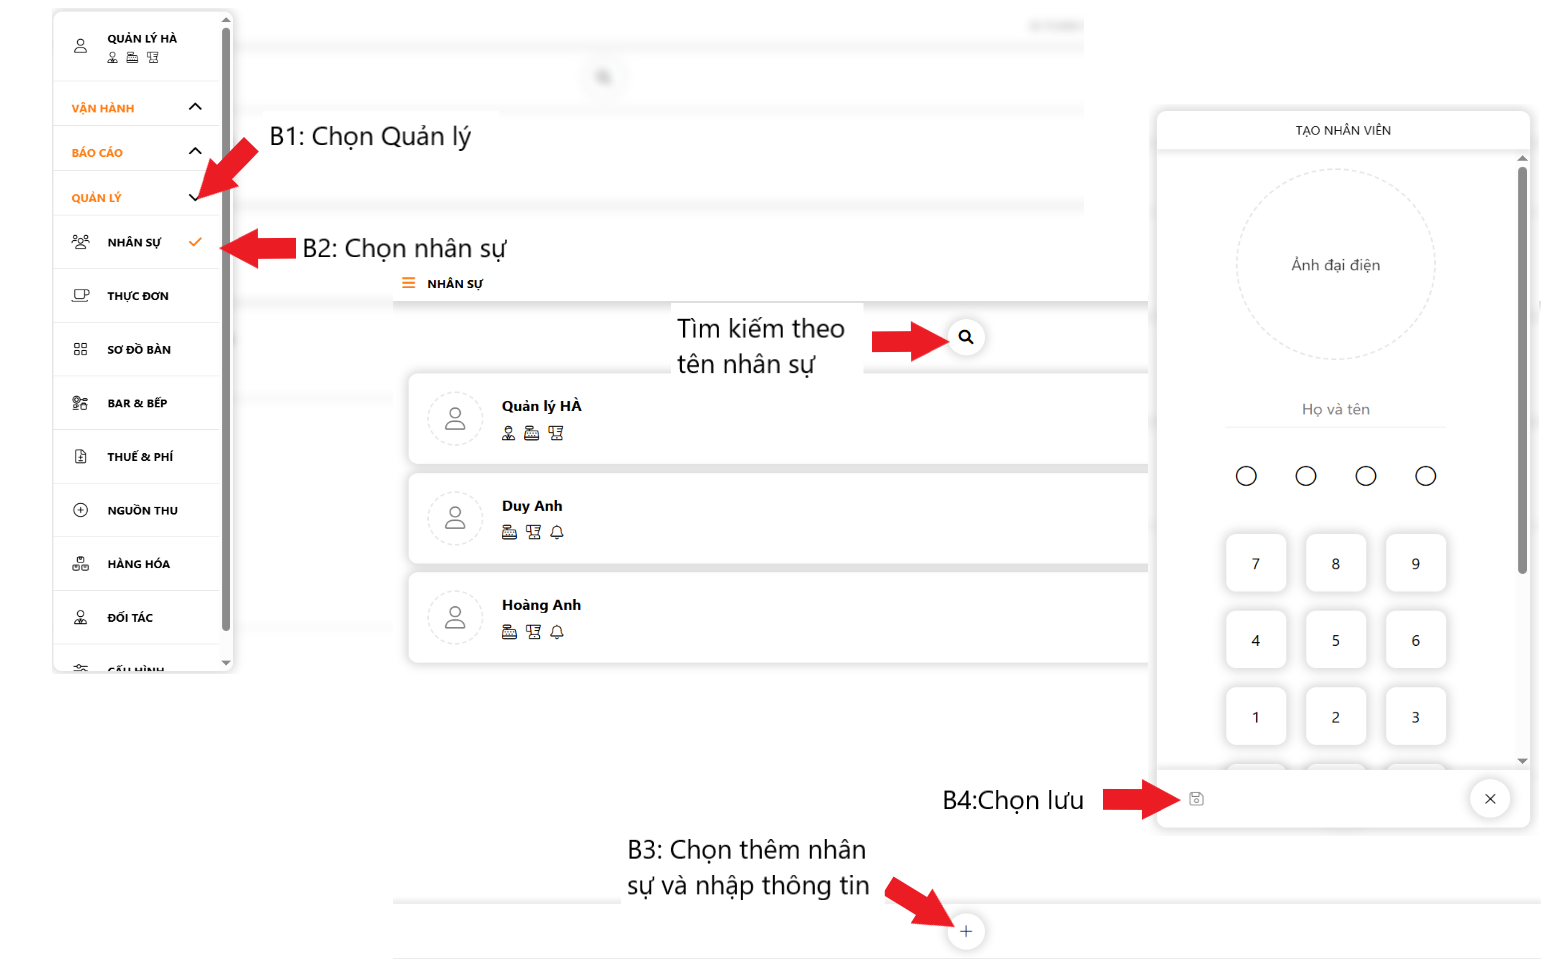 QUẢN LÝ HÀ
VẬN HÀNH
BÁO CÁO
QUẢN LÝ
NHÂN SỰ
THỰC ĐƠN
SƠ ĐỒ BÀN
BAR & BẾP
THUẾ & PHÍ
NGUỒN THU
HÀNG HÓA
ĐỐI TÁC
CẤU HÌNH
B1: Chọn Quản lý
B2: Chọn nhân sự
NHÂN SỰ
Tìm kiếm theo
tên nhân sự
Quản lý HÀ
Duy Anh
Hoàng Anh
B3: Chọn thêm nhân
sự và nhập thông tin
B4:Chọn lưu
TẠO NHÂN VIÊN
Ảnh đại điện
Họ và tên
7 8 9
4 5 6
1 2 3